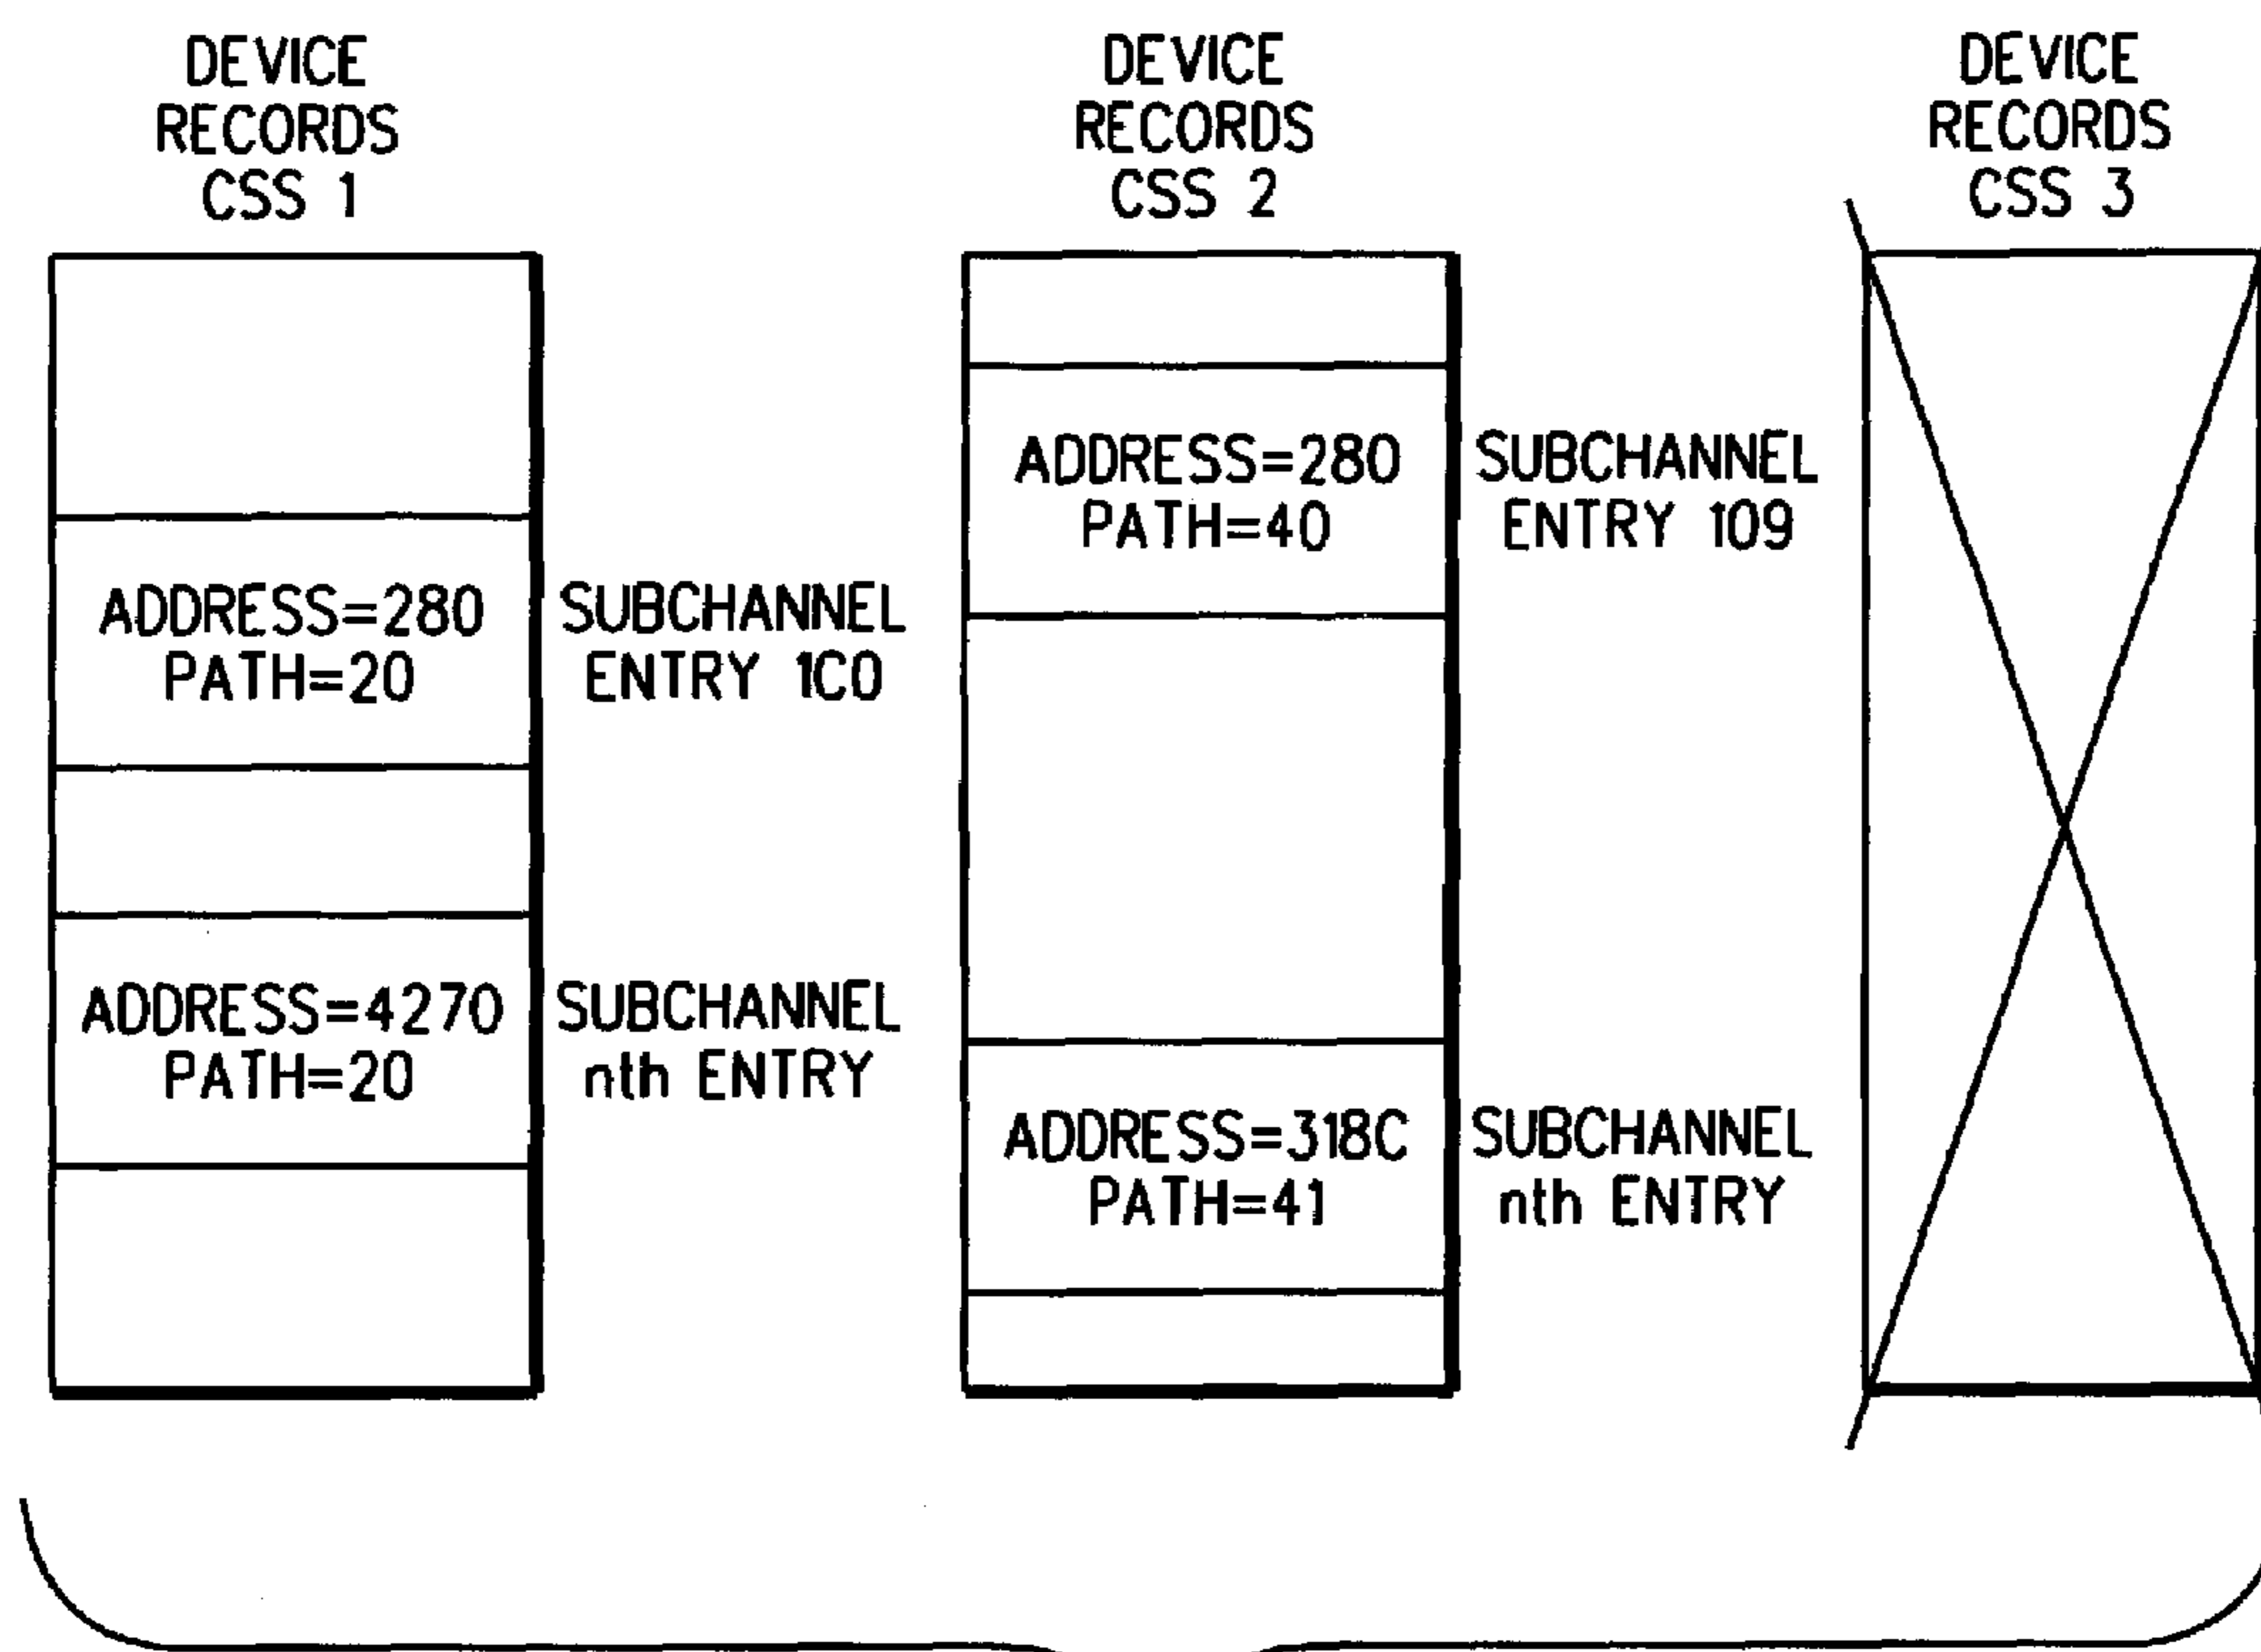 DEVICE
RECORDS
CSS 1
DEVICE
RECORDS
CSS 2
DEVICE
RECORDS
CSS 3
ADDRESS=280
PATH=20
SUBCHANNEL
ENTRY 1C0
ADDRESS=4270
PATH=20
SUBCHANNEL
nth ENTRY
ADDRESS=280
PATH=40
SUBCHANNEL
ENTRY 109
ADDRESS=318C
PATH=41
SUBCHANNEL
nth ENTRY